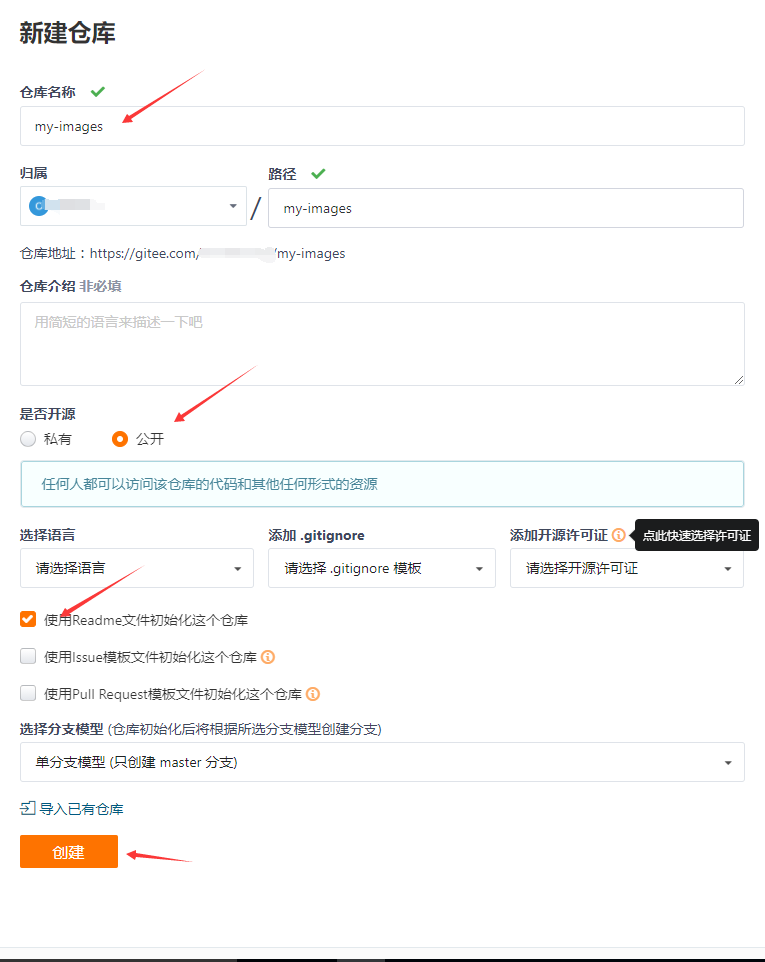 新建仓库
仓库名称
my-images
归属
路径
/
my-images
仓库地址：https://gitee.com/ /my-images
仓库介绍 非必填
用简短的语言来描述一下吧
是否开源
私有 公开
任何人都可以访问该仓库的代码和其他任何形式的资源
选择语言 添加 .gitignore 添加开源许可证 点此快速选择许可证
请选择语言 请选择 .gitignore 模板 请选择开源许可证
使用Readme文件初始化这个仓库
使用Issue模板文件初始化这个仓库
使用Pull Request模板文件初始化这个仓库
选择分支模型 (仓库初始化后将根据所选分支模型创建分支)
单分支模型 (只创建 master 分支)
导入已有仓库
创建